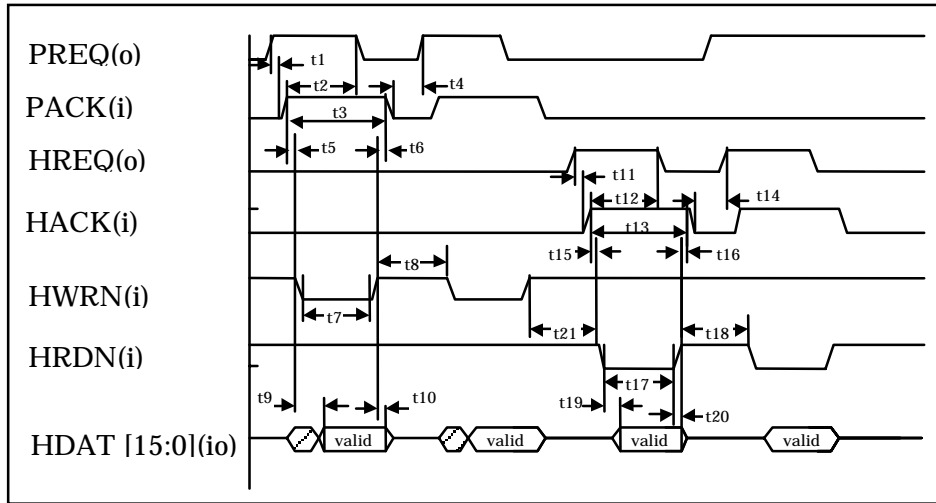 PREQ(o)
t1
t2
t4
PACK(i)
t3
t5
t6
HREQ(o)
t11
t12
t14
HACK(i)
t13
t15
t16
t8
HWRN(i)
t7
t21
t18
HRDN(i)
t17
t9
t10
t19
t20
HDAT [15:0](io)
valid
valid
valid
valid